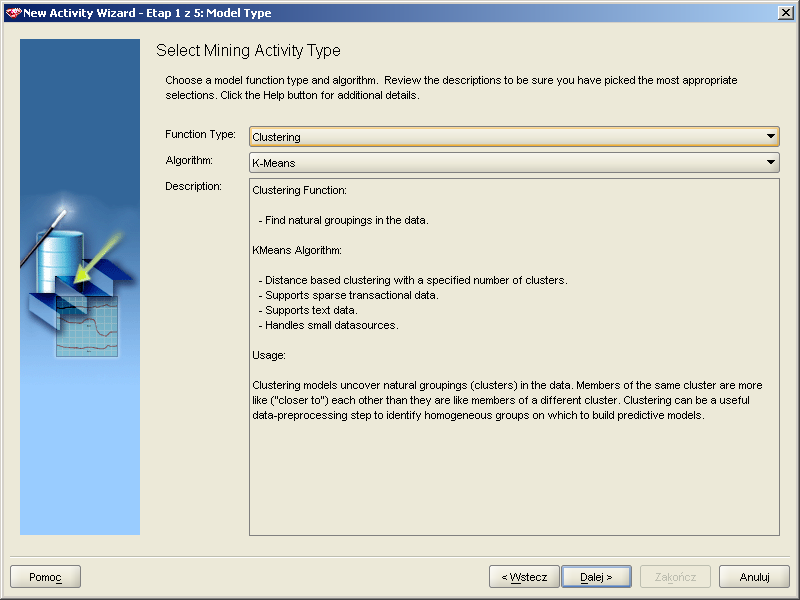 New Activity Wizard - Etap 1 z 5: Model Type
Select Mining Activity Type
Choose a model function type and algorithm. Review the descriptions to be sure you have picked the most appropriate
selections. Click the Help button for additional details.
Function Type: Clustering
Algorithm: K-Means
Description:
Clustering Function:
- Find natural groupings in the data.
KMeans Algorithm:
- Distance based clustering with a specified number of clusters.
- Supports sparse transactional data.
- Supports text data.
- Handles small datasources.
Usage:
Clustering models uncover natural groupings (clusters) in the data. Members of the same cluster are more
like ("closer to") each other than they are like members of a different cluster. Clustering can be a useful
data-preprocessing step to identify homogeneous groups on which to build predictive models.
Pomoc < Wstecz Dalej > Zakończ Anuluj